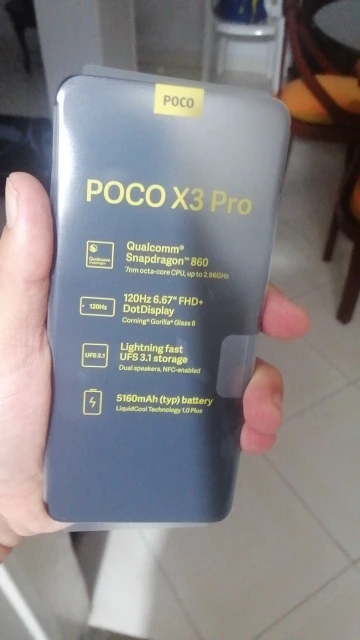 POCO
POCO X3 Pro
Qualcomm
snapdragon
Qualcomm®
Snapdragon™ 860
7nm octa-core CPU, up to 2.96GHz
120Hz
120Hz 6.67" FHD+
DotDisplay
Corning® Gorilla® Glass 6
UFS 3.1
Lightning fast
UFS 3.1 storage
Dual speakers, NFC-enabled
5160mAh (typ) battery
LiquidCool Technology 1.0 Plus